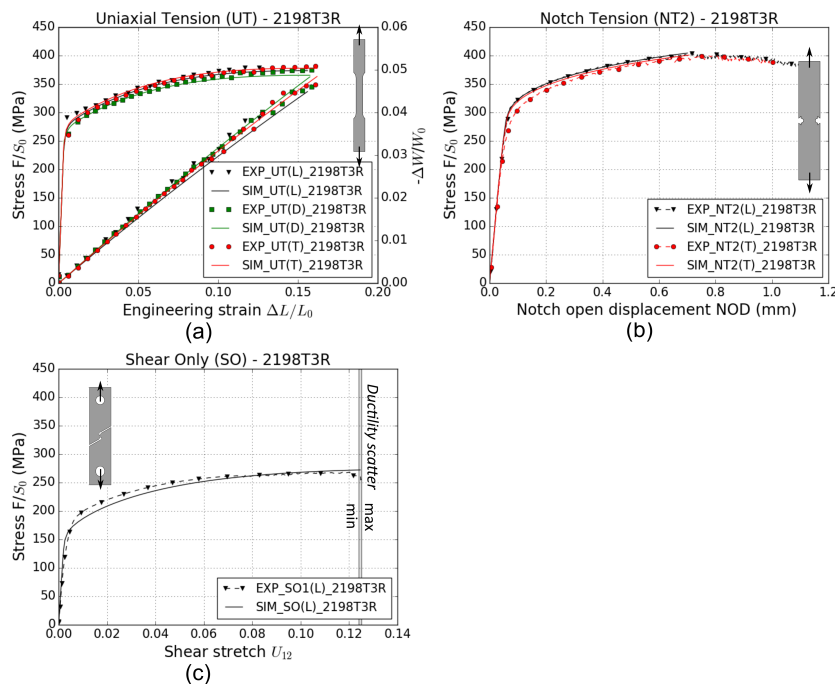 Uniaxial Tension (UT) - 2198T3R
Stress F/S₀ (MPa)
450
400
350
300
250
200
150
100
50
0
0.06
0.05
0.04
0.03
0.02
0.01
0.00
-ΔW/W₀
EXP_UT(L)_2198T3R
SIM_UT(L)_2198T3R
EXP_UT(D)_2198T3R
SIM_UT(D)_2198T3R
EXP_UT(T)_2198T3R
SIM_UT(T)_2198T3R
0.00 0.05 0.10 0.15 0.20
Engineering strain ΔL/L₀
(a)
Notch Tension (NT2) - 2198T3R
Stress F/S₀ (MPa)
450
400
350
300
250
200
150
100
50
0
EXP_NT2(L)_2198T3R
SIM_NT2(L)_2198T3R
EXP_NT2(T)_2198T3R
SIM_NT2(T)_2198T3R
0.0 0.2 0.4 0.6 0.8 1.0 1.2
Notch open displacement NOD (mm)
(b)
Shear Only (SO) - 2198T3R
Stress F/S₀ (MPa)
450
400
350
300
250
200
150
100
50
0
Ductility scatter
min
max
EXP_SO1(L)_2198T3R
SIM_SO(L)_2198T3R
0.00 0.02 0.04 0.06 0.08 0.10 0.12 0.14
Shear stretch U₁₂
(c)